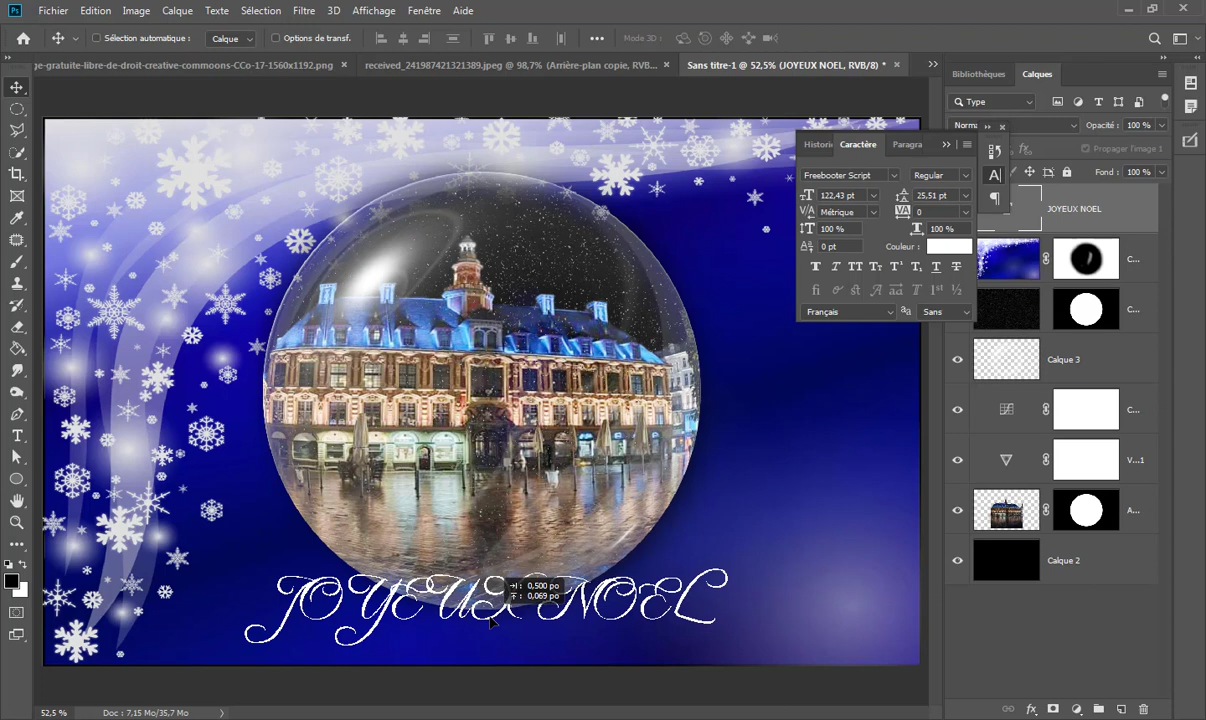 Ps Fichier Edition Image Calque Texte Sélection Filtre 3D Affichage Fenêtre Aide
Sélection automatique : Calque Options de transf. Mode 3D :
ge-gratuite-libre-de-droit-creative-commoons-CCo-17-1560x1192.png × received_241987421321389.jpeg @ 98,7% (Arrière-plan copie, RVB/... × Sans titre-1 @ 52,5% (JOYEUX NOEL, RVB/8) * ×
Bibliothèques Calques
Type
Opacité : 100 %
Propager l'image 1
Fond : 100 %
Caractère Paragra
Freebooter Script Regular
122,43 pt 25,51 pt
Métrique 0
100 % 100 %
0 pt Couleur :
Français Sans
JOYEUX NOEL
C...
C...
Calque 3
C...
V...1
A...
Calque 2
0,500 po
0,069 po
JOYEUX NOEL
52,5 % Doc : 7,15 Mo/35,7 Mo